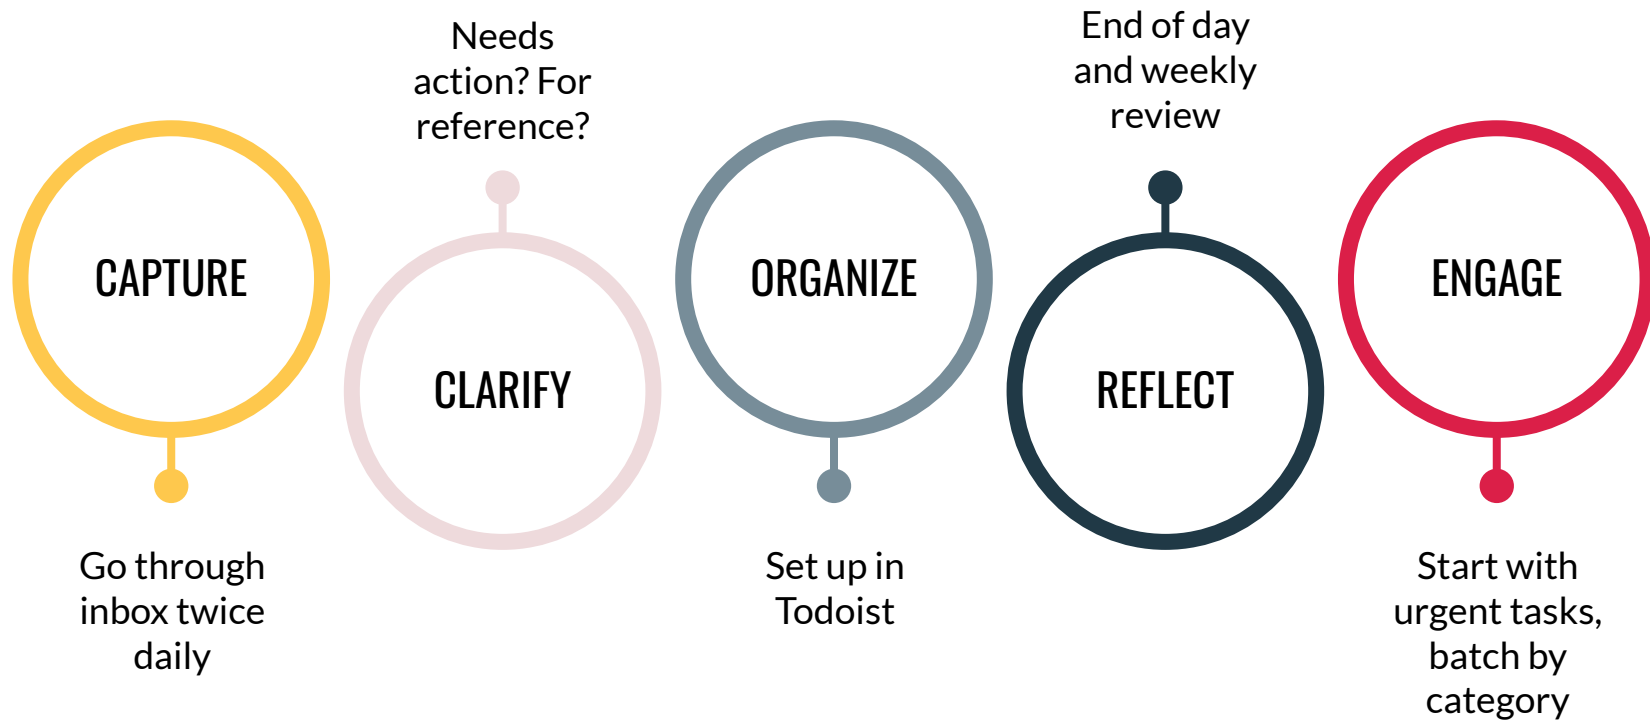 CAPTURE
Go through
inbox twice
daily
Needs
action? For
reference?
CLARIFY
ORGANIZE
Set up in
Todoist
End of day
and weekly
review
REFLECT
ENGAGE
Start with
urgent tasks,
batch by
category